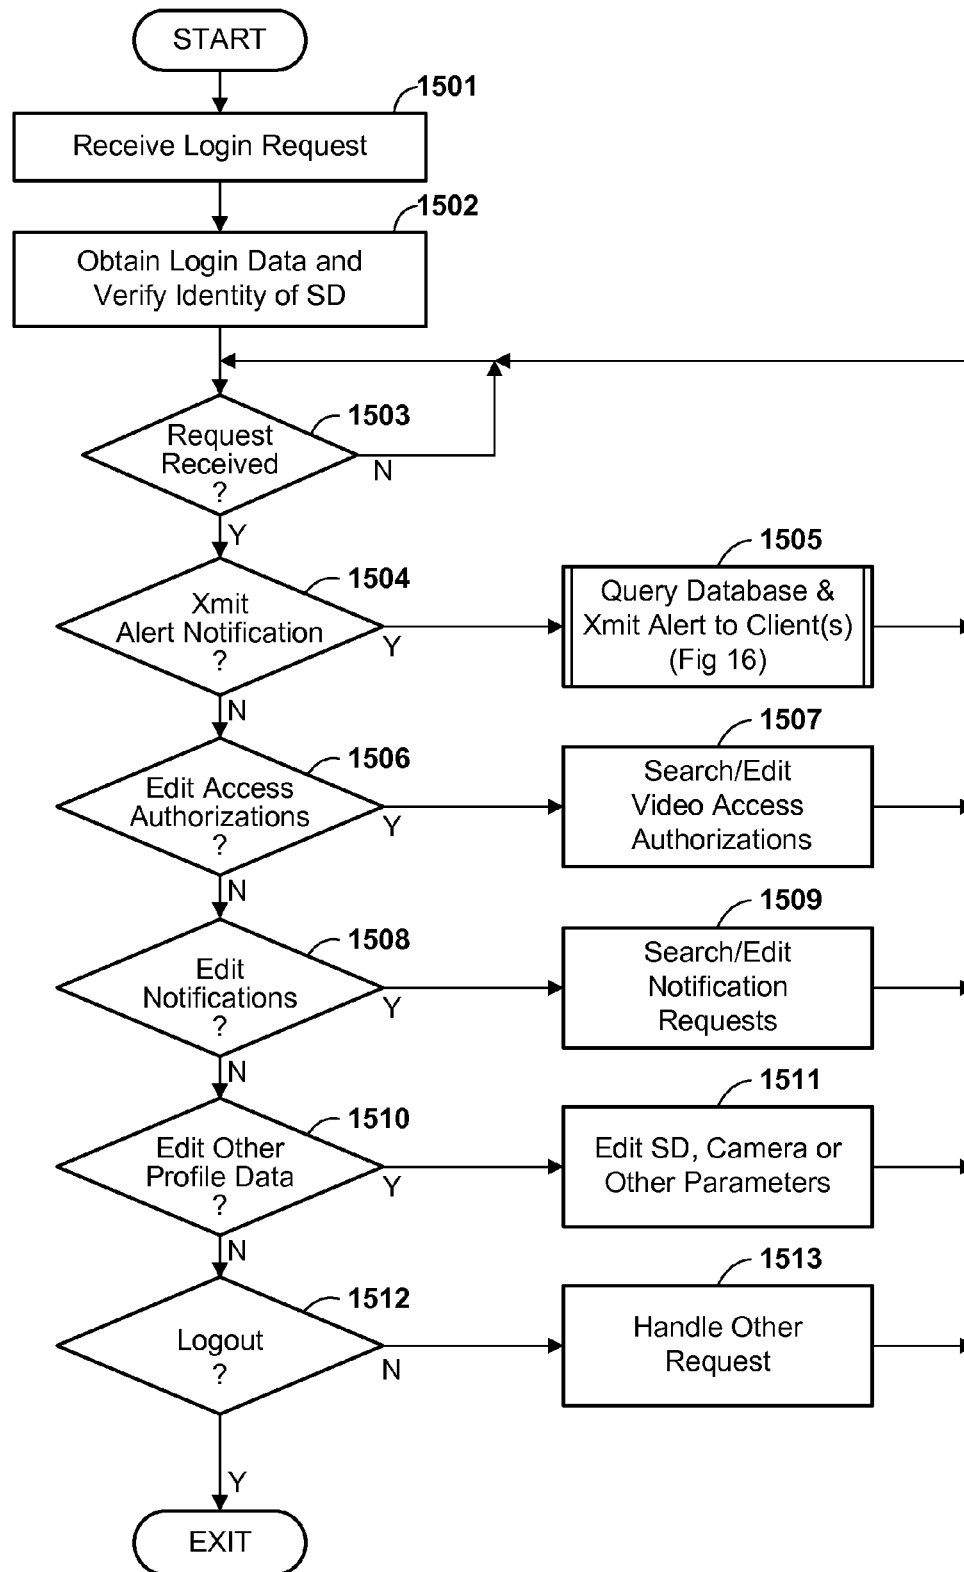 START
1501
Receive Login Request
1502
Obtain Login Data and
Verify Identity of SD
1503
Request
Received
?
N
Y
1504
Xmit
Alert Notification
?
Y
1505
Query Database &
Xmit Alert to Client(s)
(Fig 16)
N
1506
Edit Access
Authorizations
?
Y
1507
Search/Edit
Video Access
Authorizations
N
1508
Edit
Notifications
?
Y
1509
Search/Edit
Notification
Requests
N
1510
Edit Other
Profile Data
?
Y
1511
Edit SD, Camera or
Other Parameters
N
1512
Logout
?
N
1513
Handle Other
Request
Y
EXIT